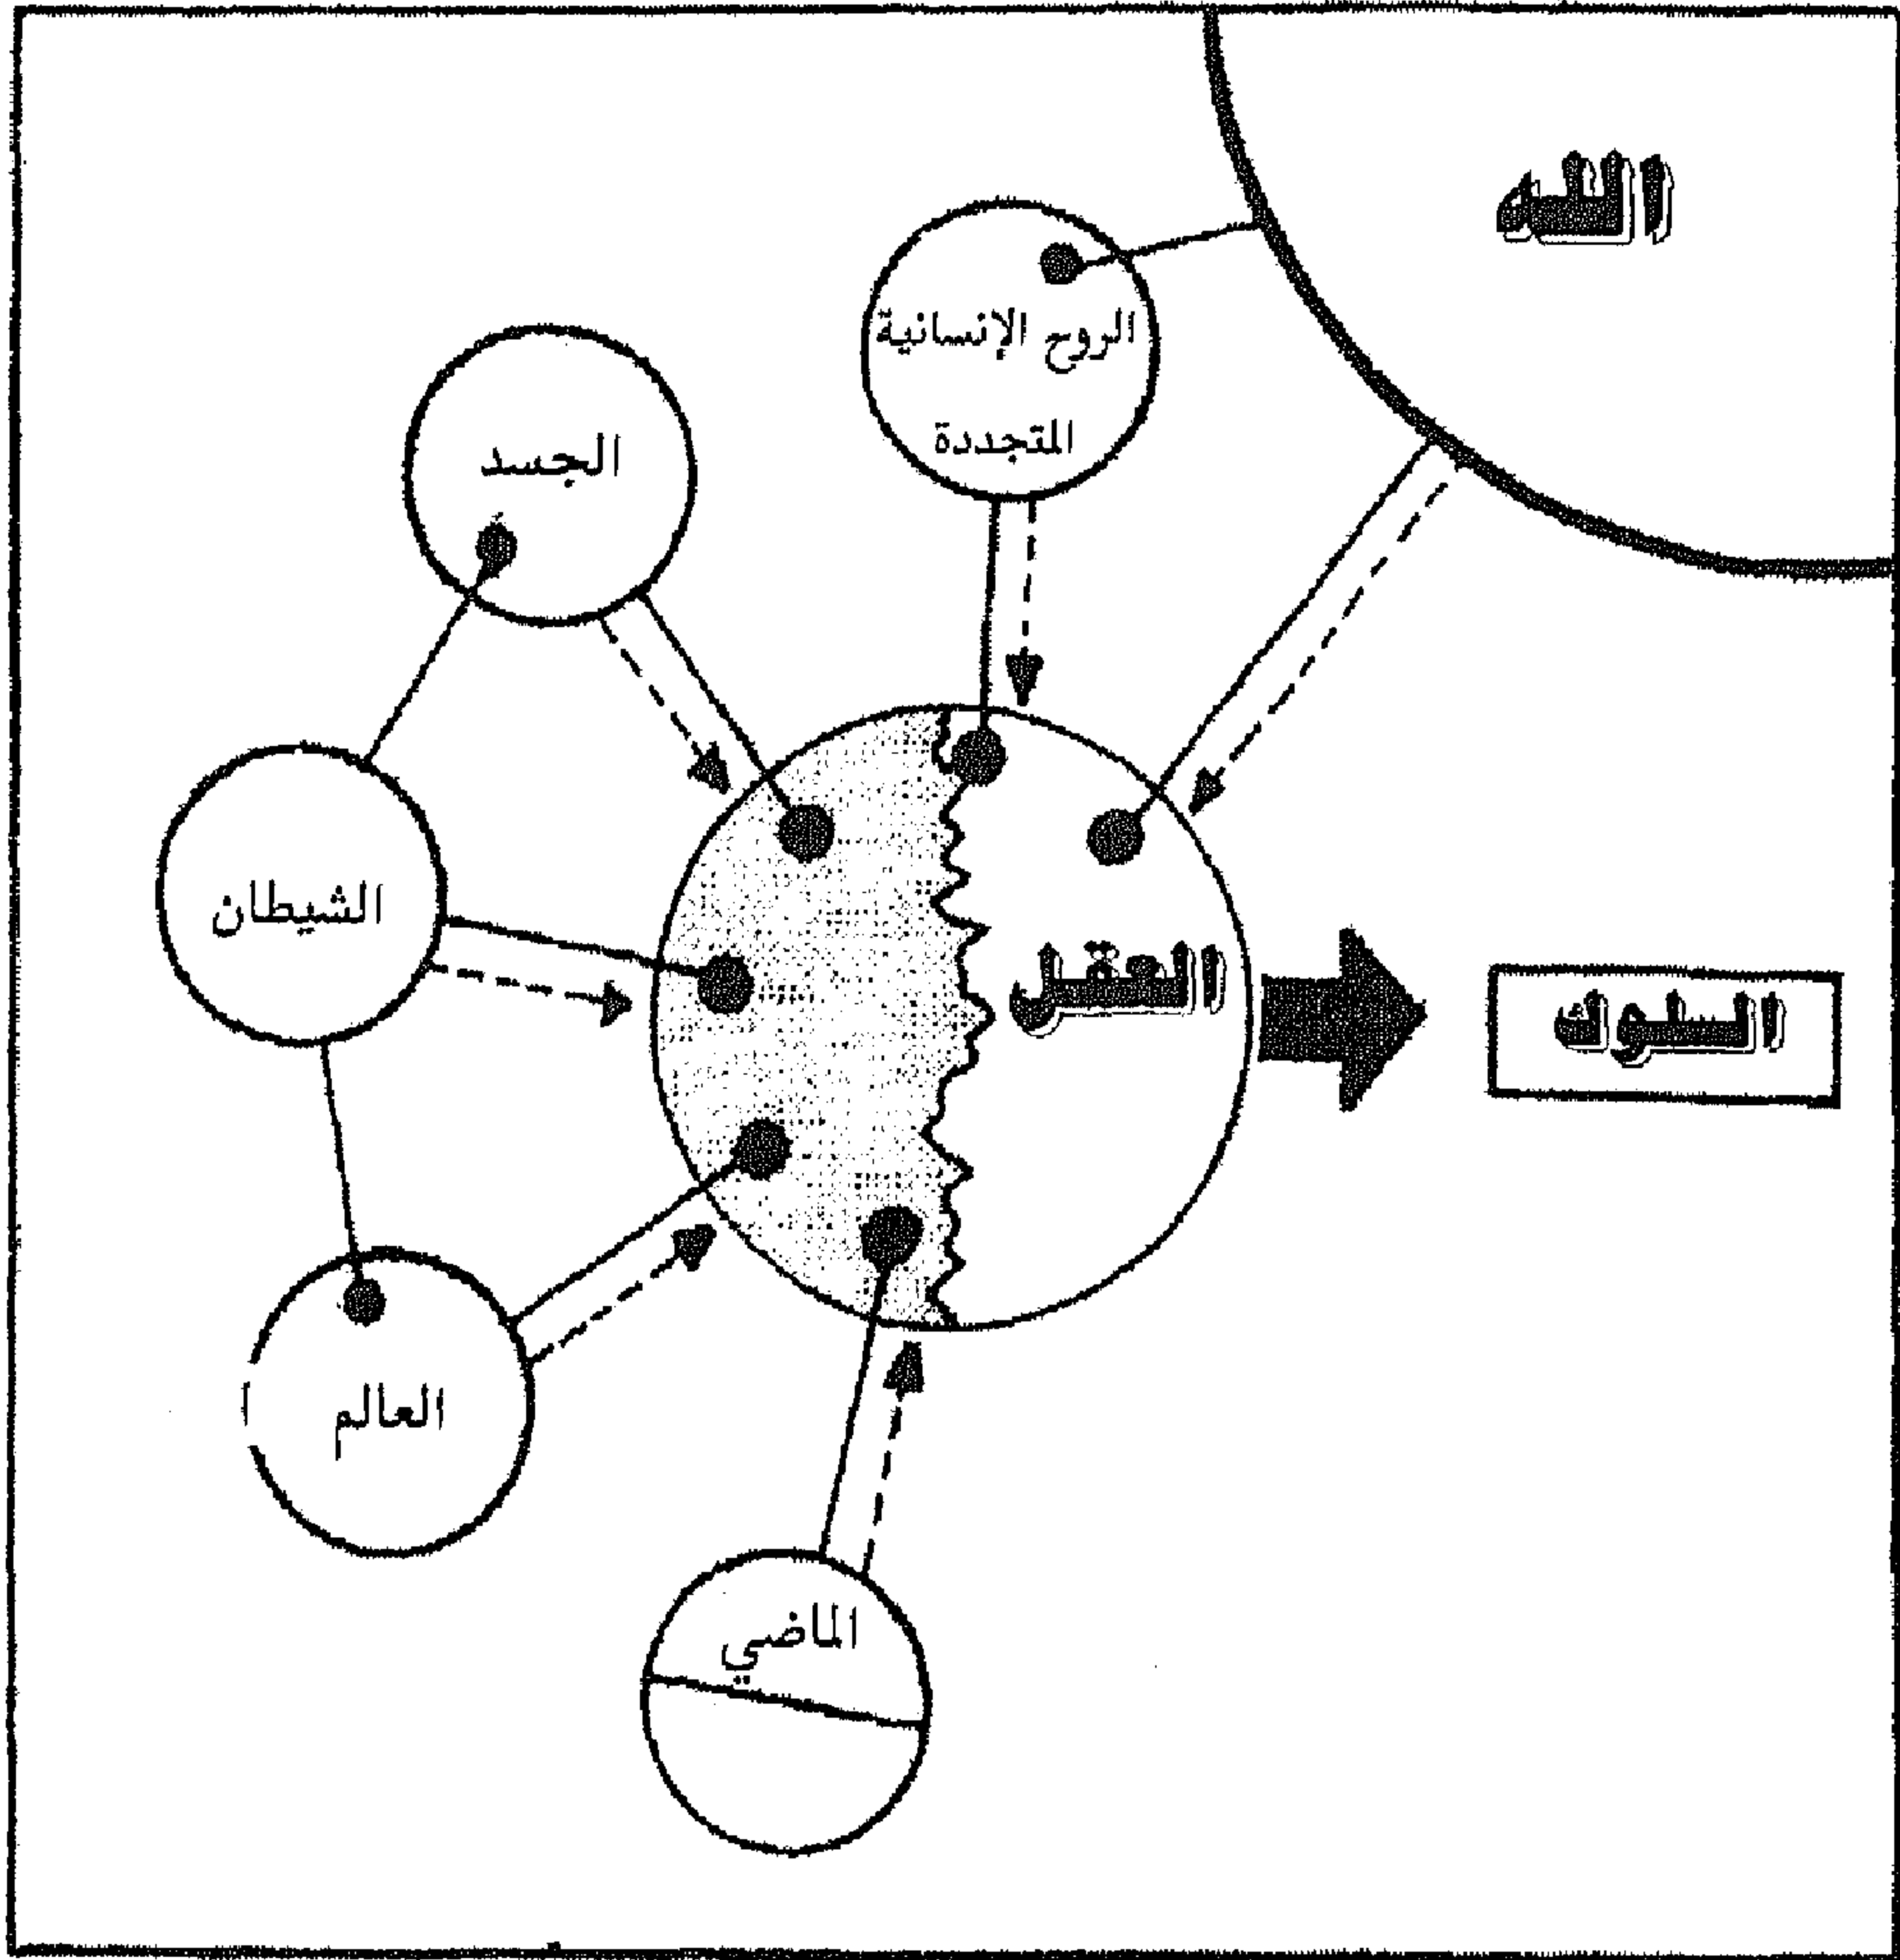 الله
الروح الإنسانية
المتجددة
الجسد
الشيطان
العقل
السلوك
العالم
الماضي